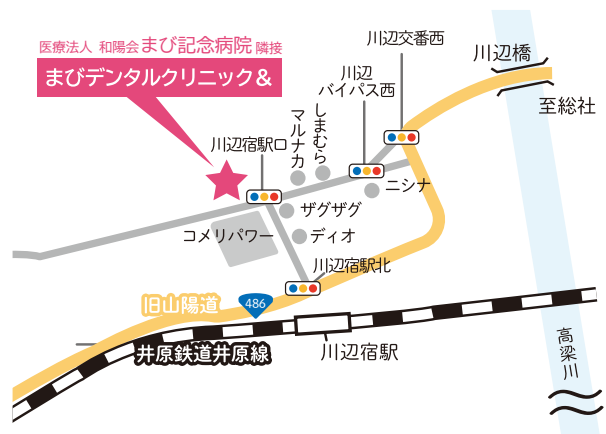 医療法人 和陽会 まび記念病院 隣接
まびデンタルクリニック&
川辺交番西
川辺橋
川辺
バイパス西
至総社
しまむら
マルナカ
川辺宿駅口
ニシナ
ザグザグ
コメリパワー
ディオ
川辺宿駅北
旧山陽道
486
井原鉄道井原線
川辺宿駅
高梁川